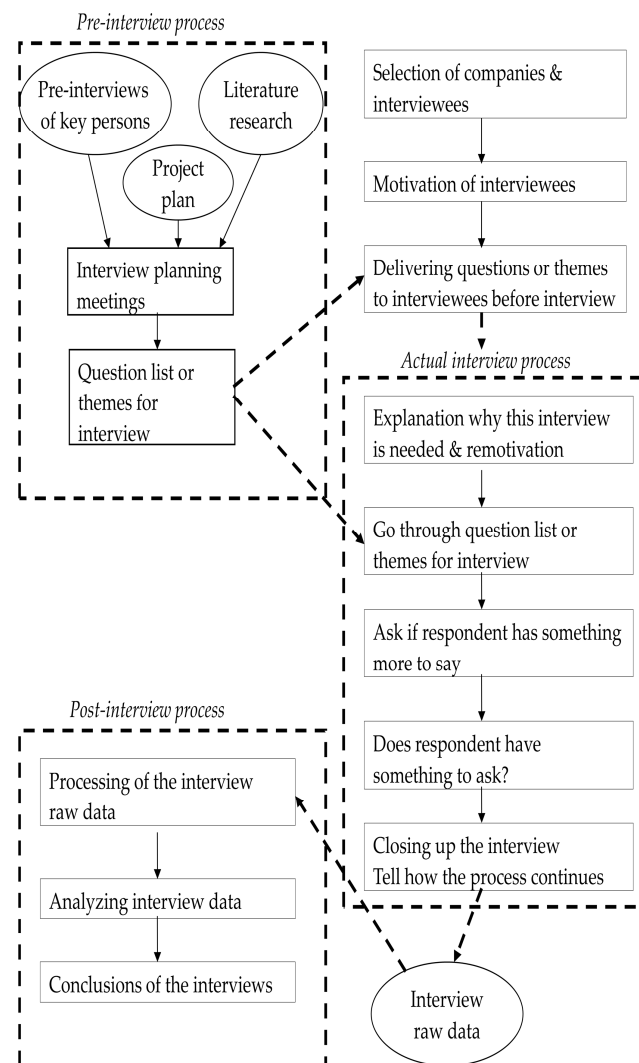 Pre-interview process
Pre-interviews
of key persons
Literature
research
Project
plan
Interview planning
meetings
Question list or
themes for
interview
Selection of companies &
interviewees
Motivation of interviewees
Delivering questions or themes
to interviewees before interview
Actual interview process
Explanation why this interview
is needed & remotivation
Go through question list or
themes for interview
Ask if respondent has something
more to say
Does respondent have
something to ask?
Closing up the interview
Tell how the process continues
Interview
raw data
Post-interview process
Processing of the interview
raw data
Analyzing interview data
Conclusions of the interviews